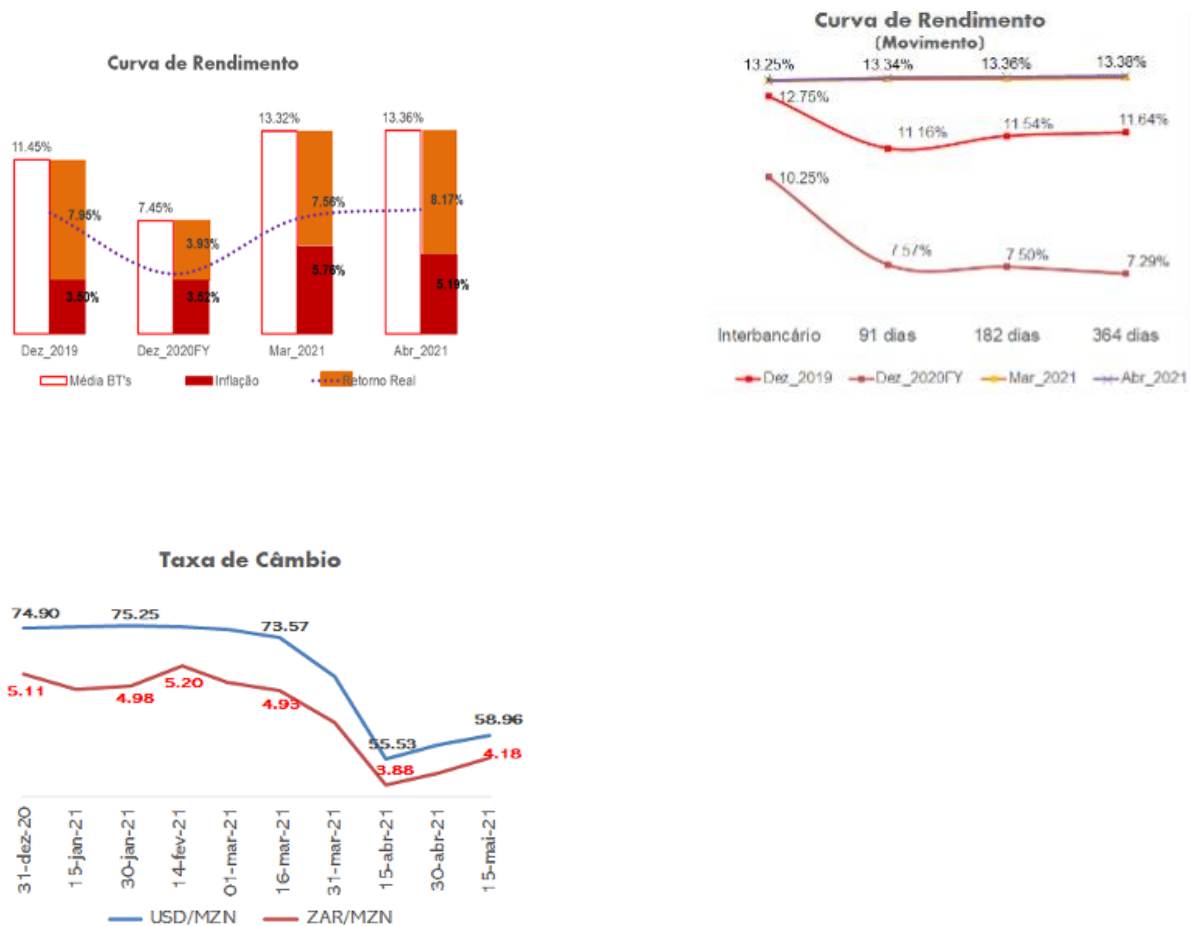 Curva de Rendimento
11.45%
7.95%
3.50%
7.45%
3.93%
3.52%
13.32%
7.56%
5.76%
13.36%
8.17%
5.19%
Dez_2019 Dez_2020FY Mar_2021 Abr_2021
Média BT's Inflação Retorno Real
Curva de Rendimento
(Movimento)
13.25% 13.34% 13.36% 13.38%
12.75% 11.16% 11.54% 11.64%
10.25% 7.57% 7.50% 7.29%
Interbancário 91 dias 182 dias 364 dias
Dez_2019 Dez_2020FY Mar_2021 Abr_2021
Taxa de Câmbio
74.90 75.25 73.57 55.53 58.96
5.11 4.98 5.20 4.93 3.88 4.18
31-dez-20
15-jan-21
30-jan-21
14-fev-21
01-mar-21
16-mar-21
31-mar-21
15-abr-21
30-abr-21
15-mai-21
USD/MZN ZAR/MZN